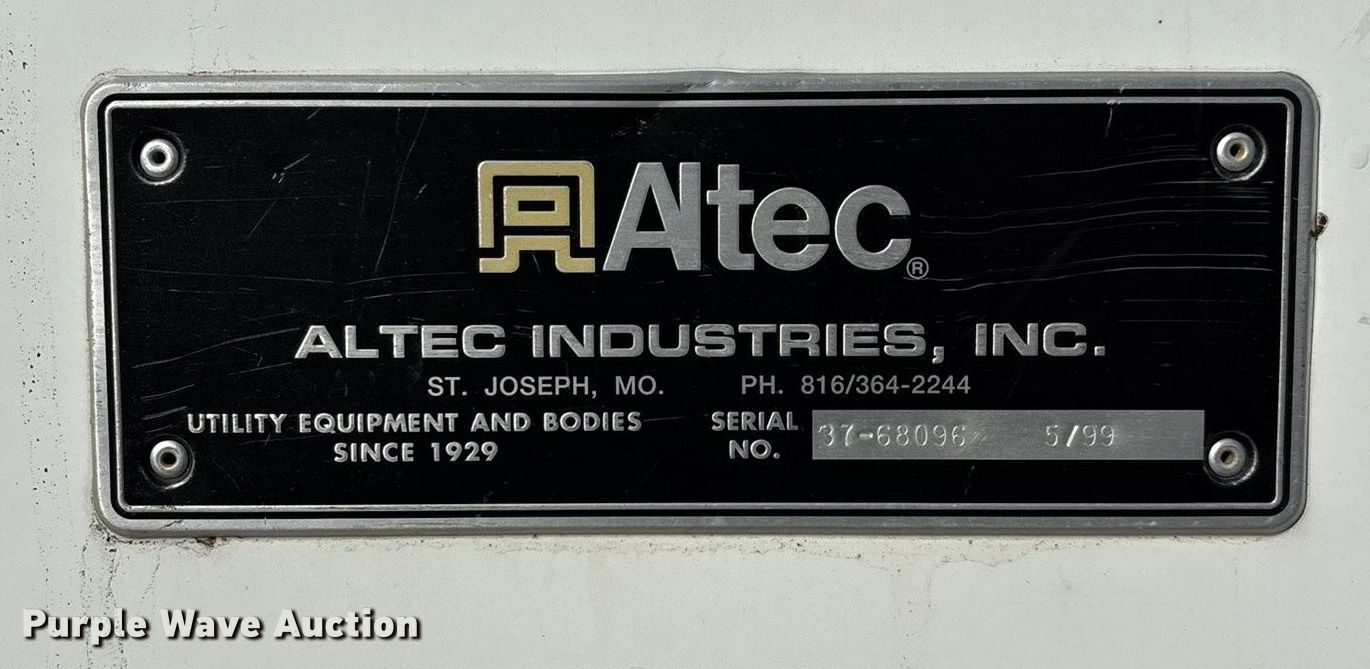 Altec®
ALTEC INDUSTRIES, INC.
ST. JOSEPH, MO. PH. 816/364-2244
UTILITY EQUIPMENT AND BODIES
SINCE 1929
SERIAL
NO. 37-68096 5/99
Purple Wave Auction